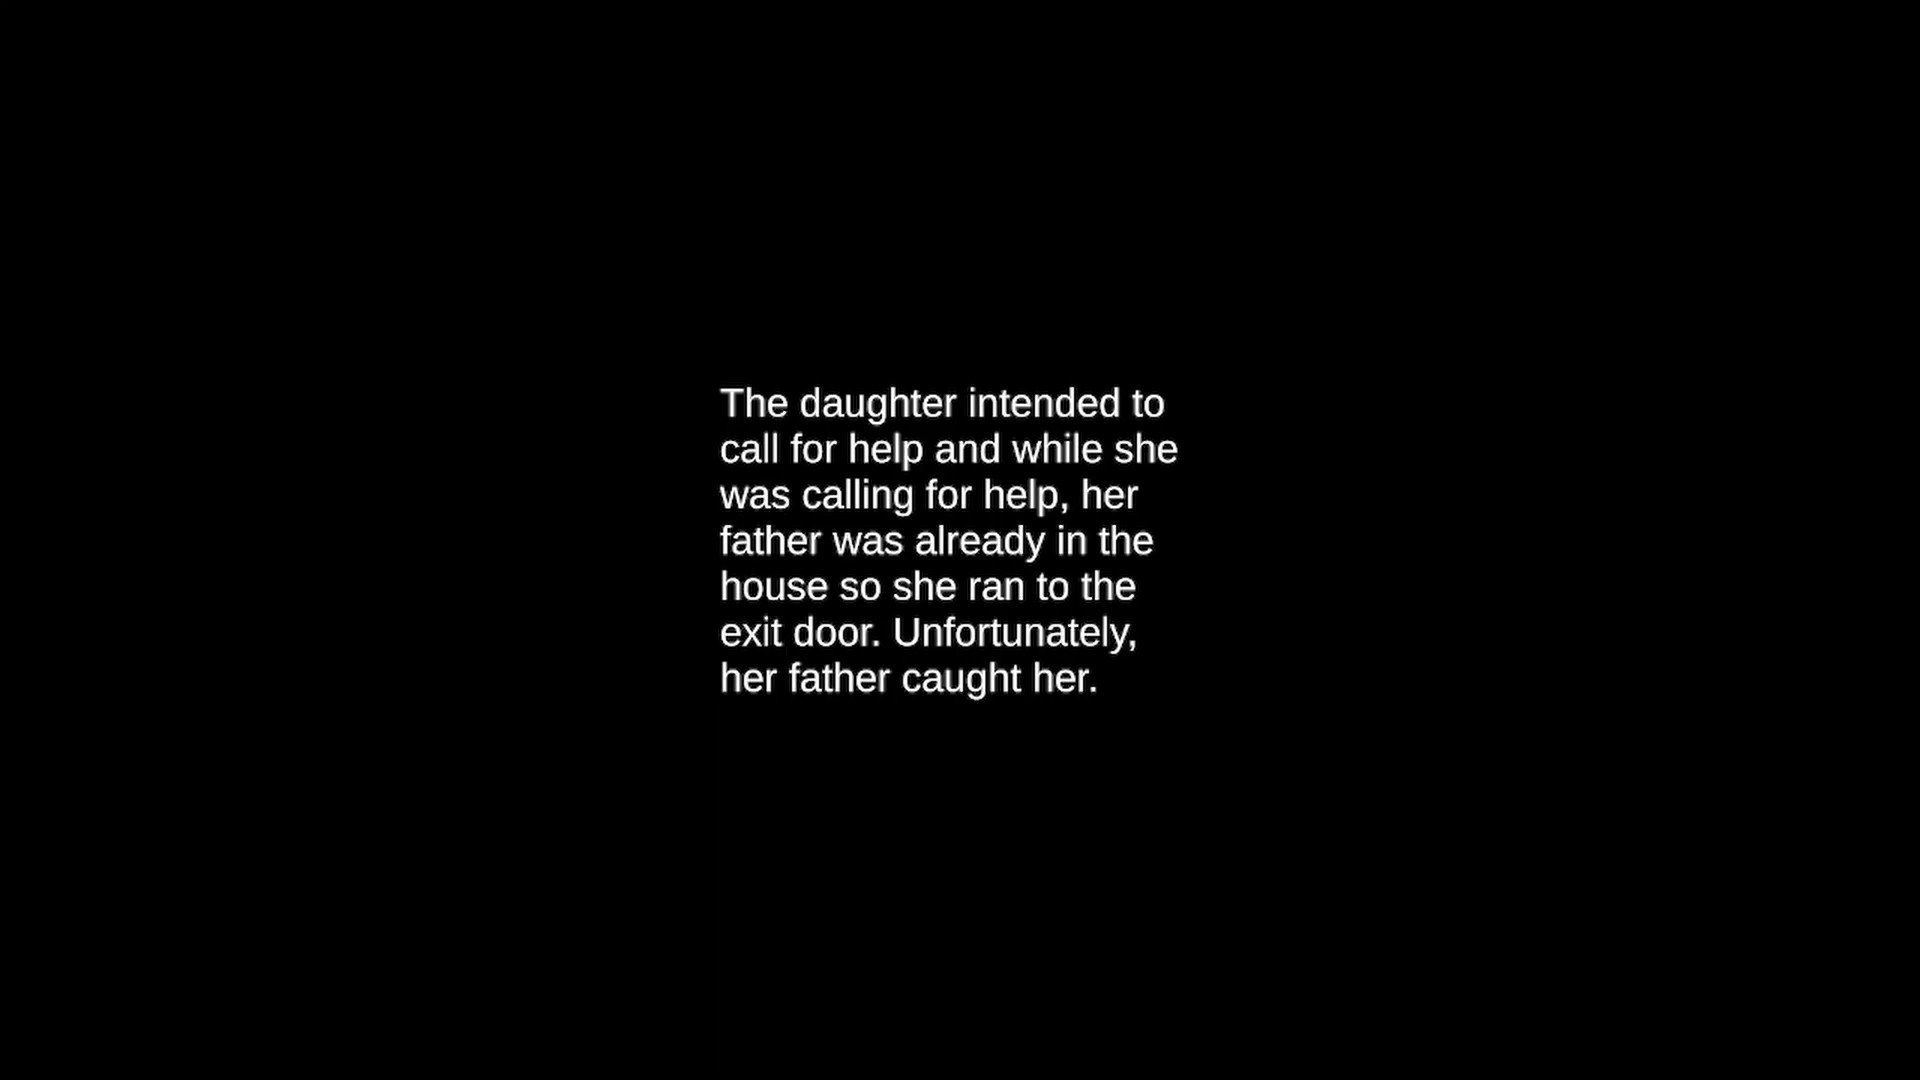 The daughter intended to
call for help and while she
was calling for help, her
father was already in the
house so she ran to the
exit door. Unfortunately,
her father caught her.